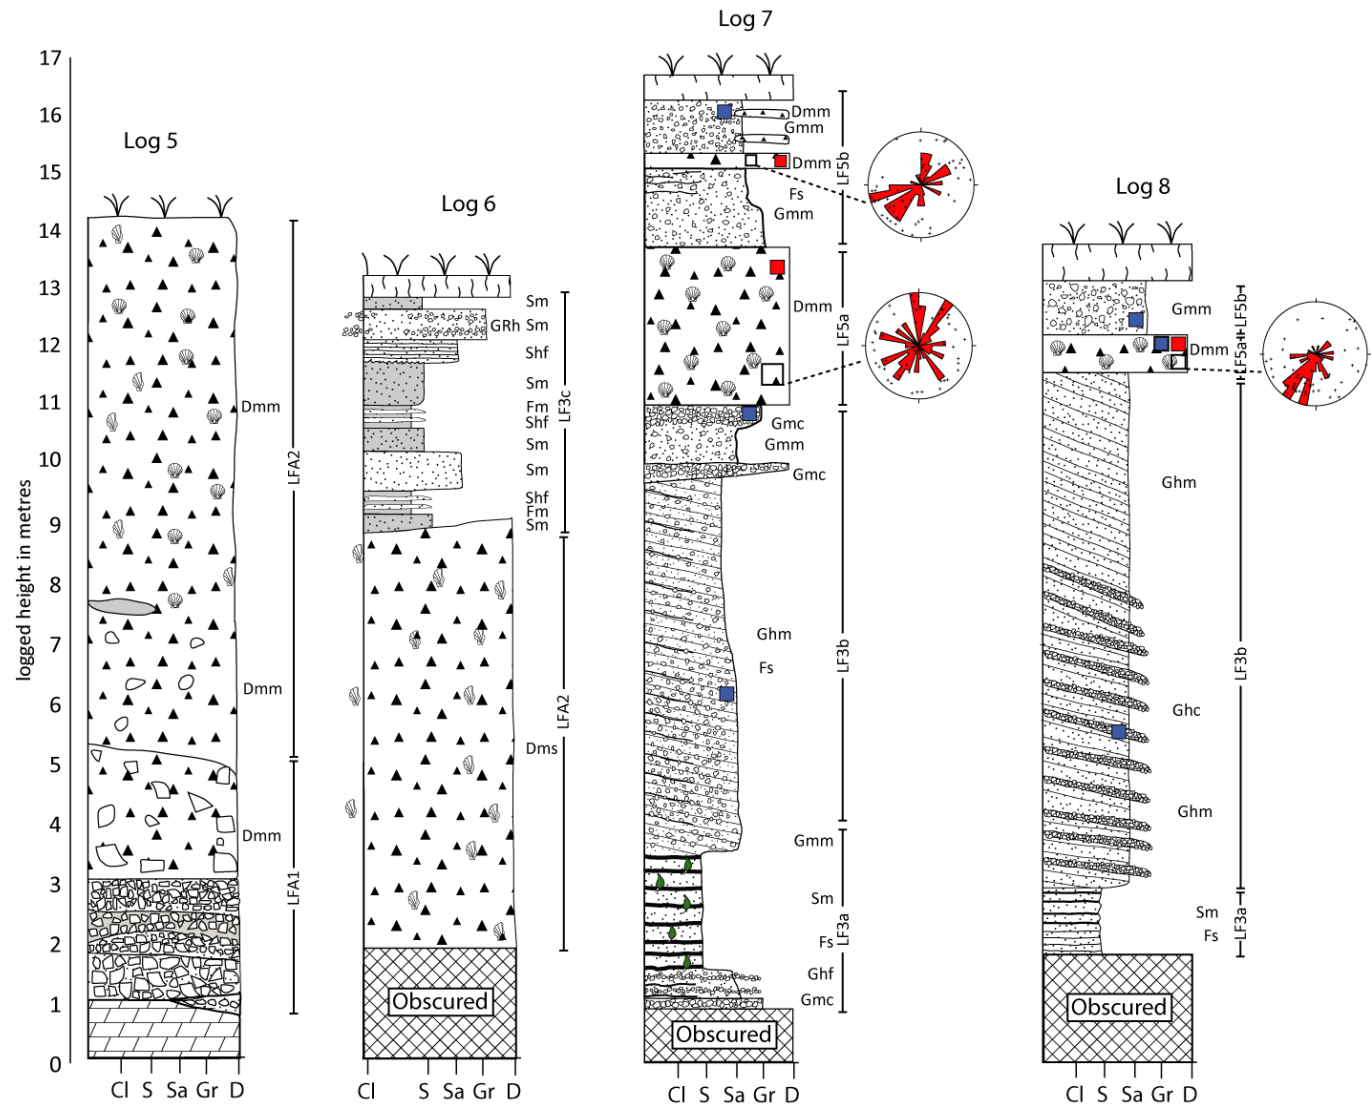 Log 7
17
16
15
14
13
12
11
10
9
8
7
6
5
4
3
2
1
0
logged height in metres
Log 5
Dmm
Dmm
Dmm
LFA2
LFA1
Cl S Sa Gr D
Log 6
Sm
GRh Sm
Shf
Sm
Fm
Shf
Sm
Sm
Shf
Fm
Sm
Dms
LF3c
LFA2
Obscured
Cl S Sa Gr D
Dmm
Gmm
Dmm
Fs
Gmm
Dmm
Gmc
Gmm
Gmc
Ghm
Fs
Gmm
Sm
Fs
Ghf
Gmc
LF5b
LF5a
LF3b
LF3a
Obscured
Cl S Sa Gr D
Log 8
Gmm
Dmm
Ghm
Ghc
Ghm
Sm
Fs
LF5b
LF5a
LF3b
LF3a
Obscured
Cl S Sa Gr D